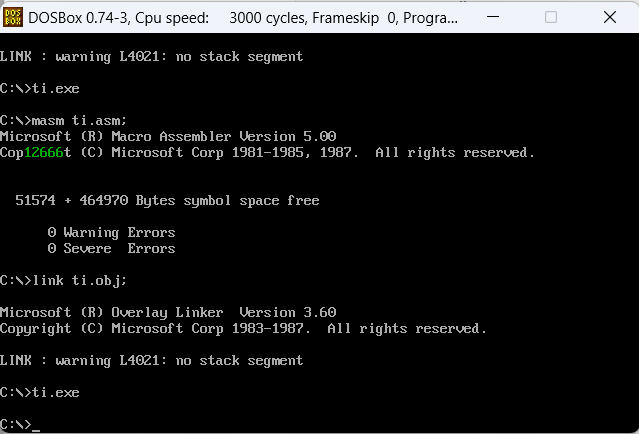 DOS
BOX
DOSBox 0.74-3, Cpu speed: 3000 cycles, Frameskip 0, Progra...
LINK : warning L4021: no stack segment
C:\>ti.exe
C:\>masm ti.asm;
Microsoft (R) Macro Assembler Version 5.00
Cop12666t (C) Microsoft Corp 1981-1985, 1987.  All rights reserved.
51574 + 464970 Bytes symbol space free
0 Warning Errors
0 Severe  Errors
C:\>link ti.obj;
Microsoft (R) Overlay Linker  Version 3.60
Copyright (C) Microsoft Corp 1983-1987.  All rights reserved.
LINK : warning L4021: no stack segment
C:\>ti.exe
C:\>_